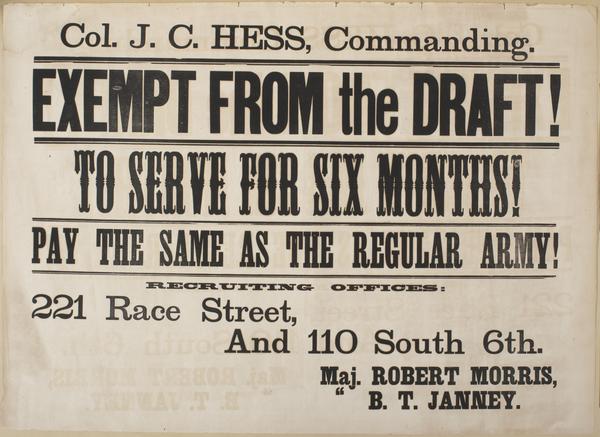 Col. J. C. HESS, Commanding.
EXEMPT FROM the DRAFT!
TO SERVE FOR SIX MONTHS!
PAY THE SAME AS THE REGULAR ARMY!
RECRUITING OFFICES:
221 Race Street,
And 110 South 6th.
Maj. ROBERT MORRIS,
" B. T. JANNEY.